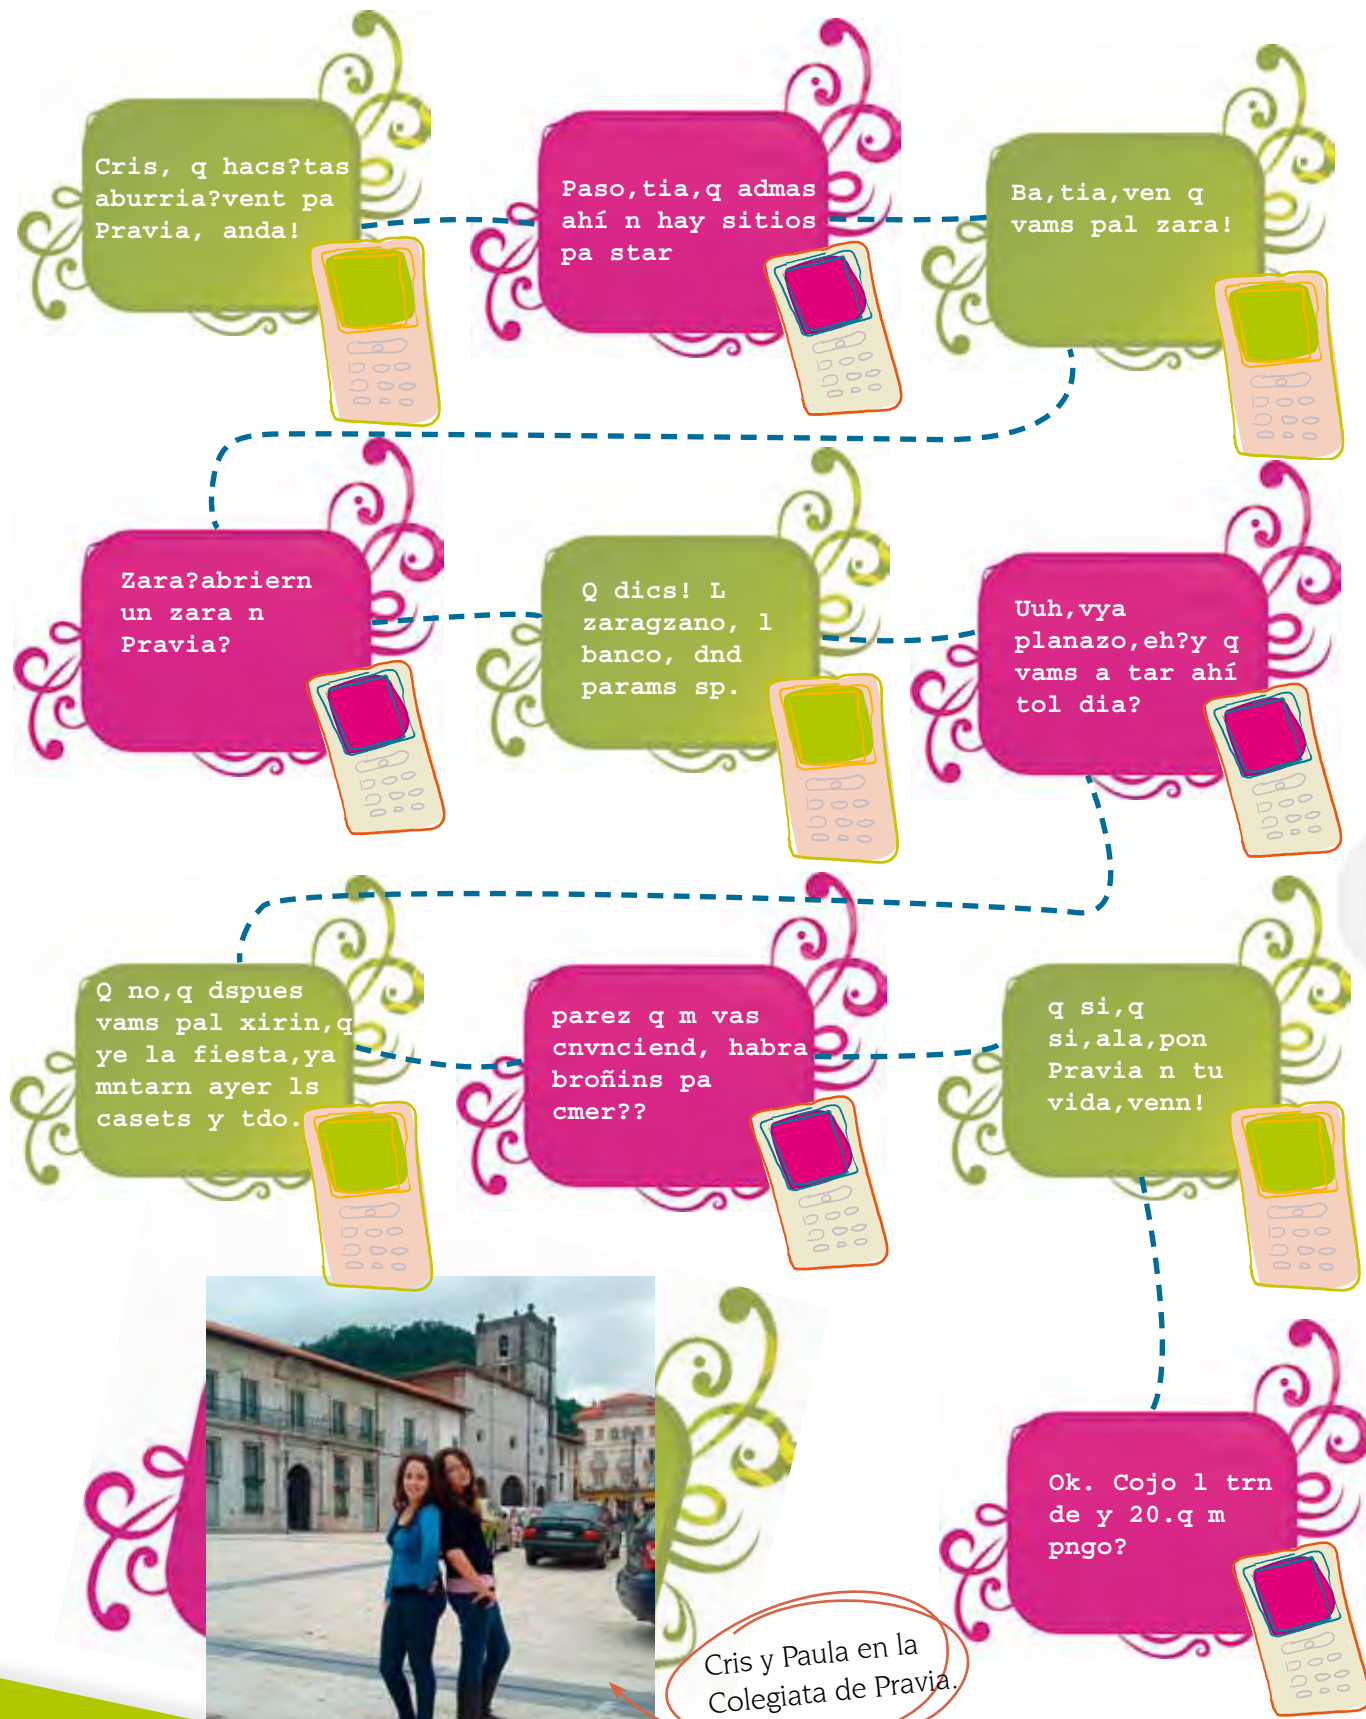 Cris, q hacs?tas
aburria?vent pa
Pravia, anda!
Paso,tia,q admas
ahí n hay sitios
pa star
Ba,tia,ven q
vams pal zara!
Zara?abriern
un zara n
Pravia?
Q dics! L
zaragzano, l
banco, dnd
params sp.
Uuh,vya
planazo,eh?y q
vams a tar ahí
tol dia?
Q no,q dspues
vams pal xirin,q
ye la fiesta,ya
mntarn ayer ls
casets y tdo.
parez q m vas
cnvnciend, habra
broñins pa
cmer??
q si,q
si,ala,pon
Pravia n tu
vida,venn!
Ok. Cojo l trn
de y 20.q m
pngo?
Cris y Paula en la
Colegiata de Pravia.